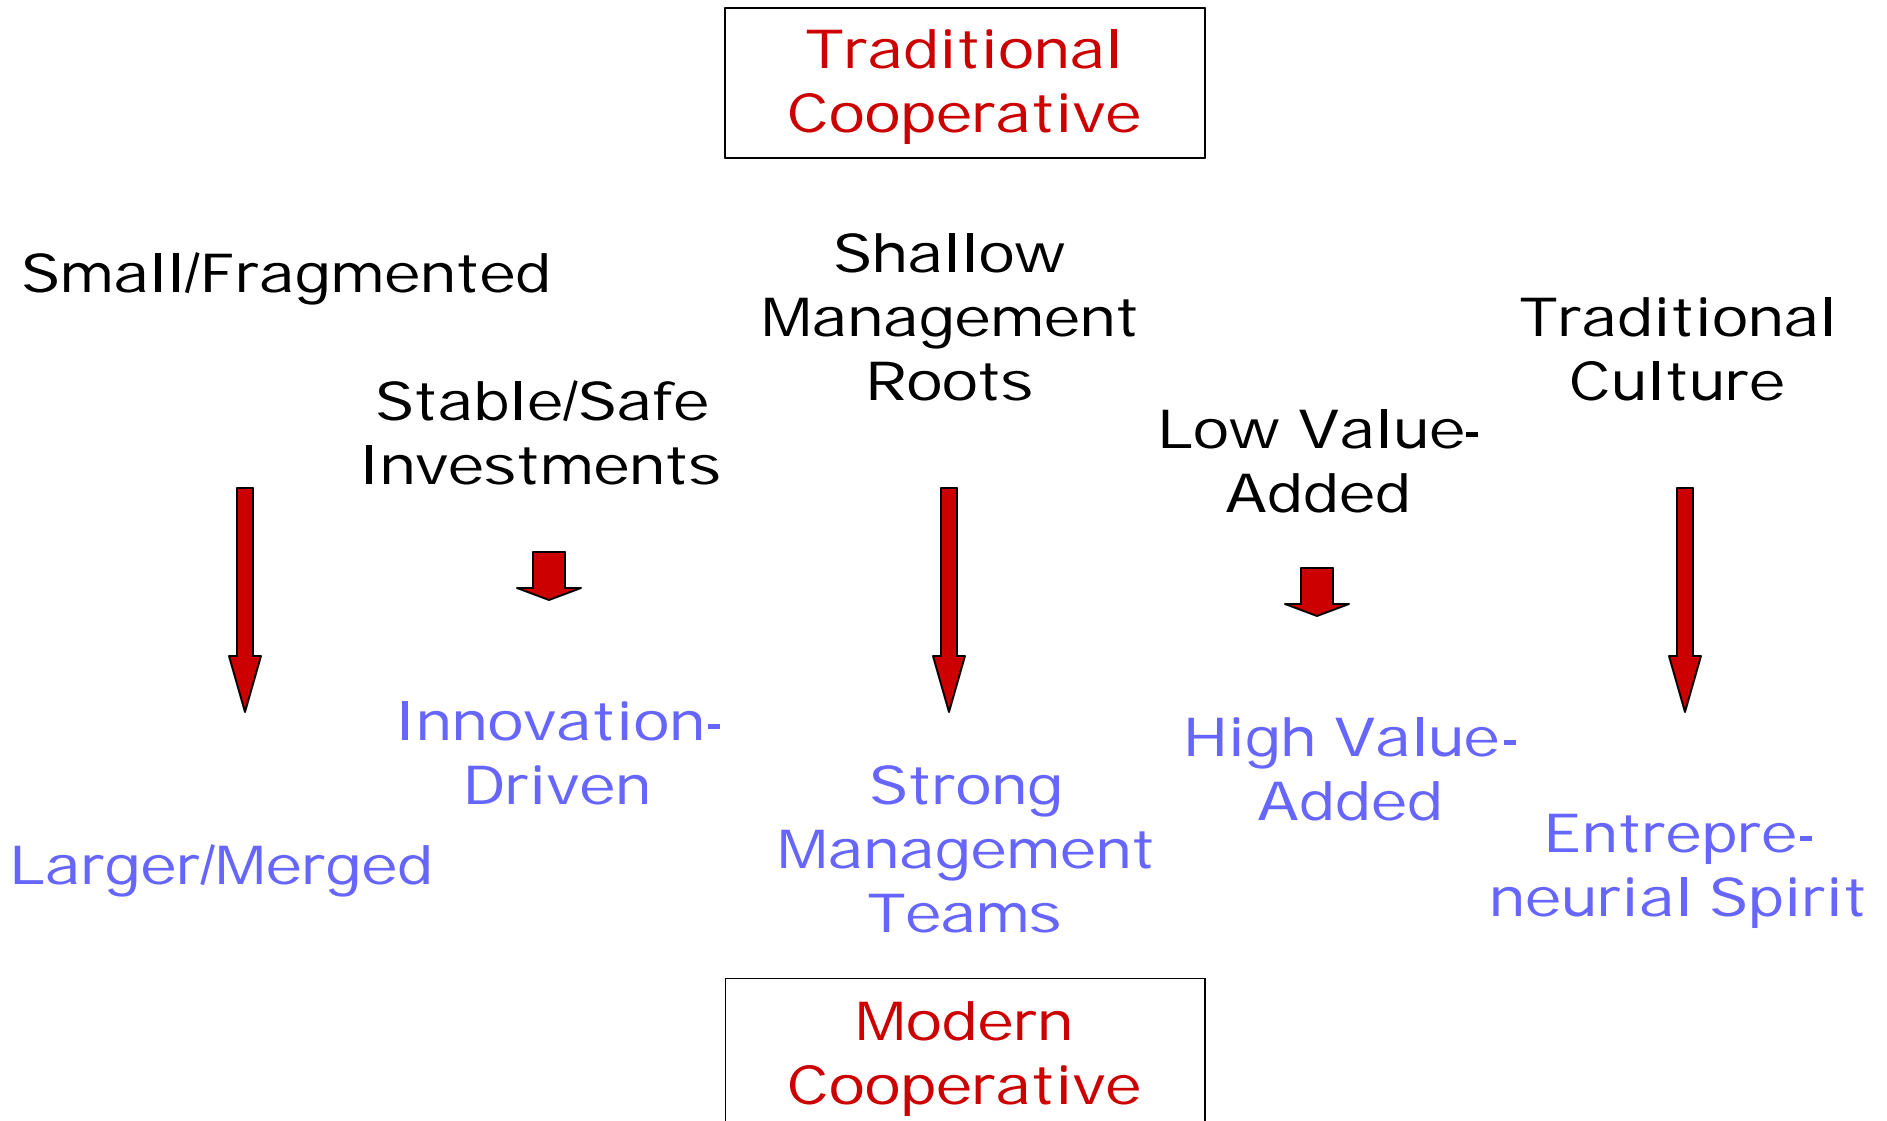 Traditional
Cooperative
Small/Fragmented
Stable/Safe
Investments
Shallow
Management
Roots
Low Value-
Added
Traditional
Culture
Larger/Merged
Innovation-
Driven
Strong
Management
Teams
High Value-
Added
Entrepre-
neurial Spirit
Modern
Cooperative